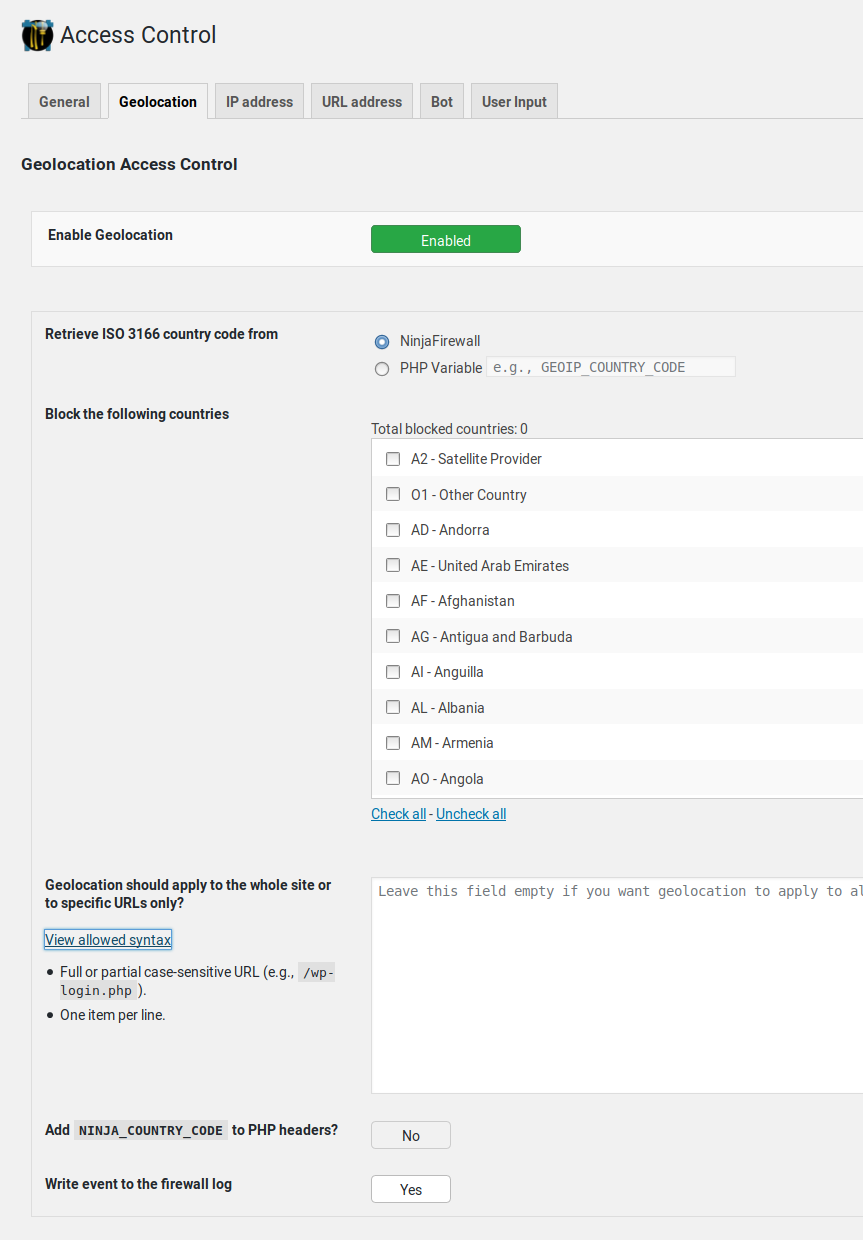 Access Control
General Geolocation IP address URL address Bot User Input
Geolocation Access Control
Enable Geolocation Enabled
Retrieve ISO 3166 country code from
NinjaFirewall
PHP Variable e.g., GEOIP_COUNTRY_CODE
Block the following countries
Total blocked countries: 0
A2 - Satellite Provider
O1 - Other Country
AD - Andorra
AE - United Arab Emirates
AF - Afghanistan
AG - Antigua and Barbuda
AI - Anguilla
AL - Albania
AM - Armenia
AO - Angola
Check all - Uncheck all
Geolocation should apply to the whole site or
to specific URLs only?
View allowed syntax
Full or partial case-sensitive URL (e.g., /wp-
login.php ).
One item per line.
Leave this field empty if you want geolocation to apply to al
Add NINJA_COUNTRY_CODE to PHP headers? No
Write event to the firewall log Yes